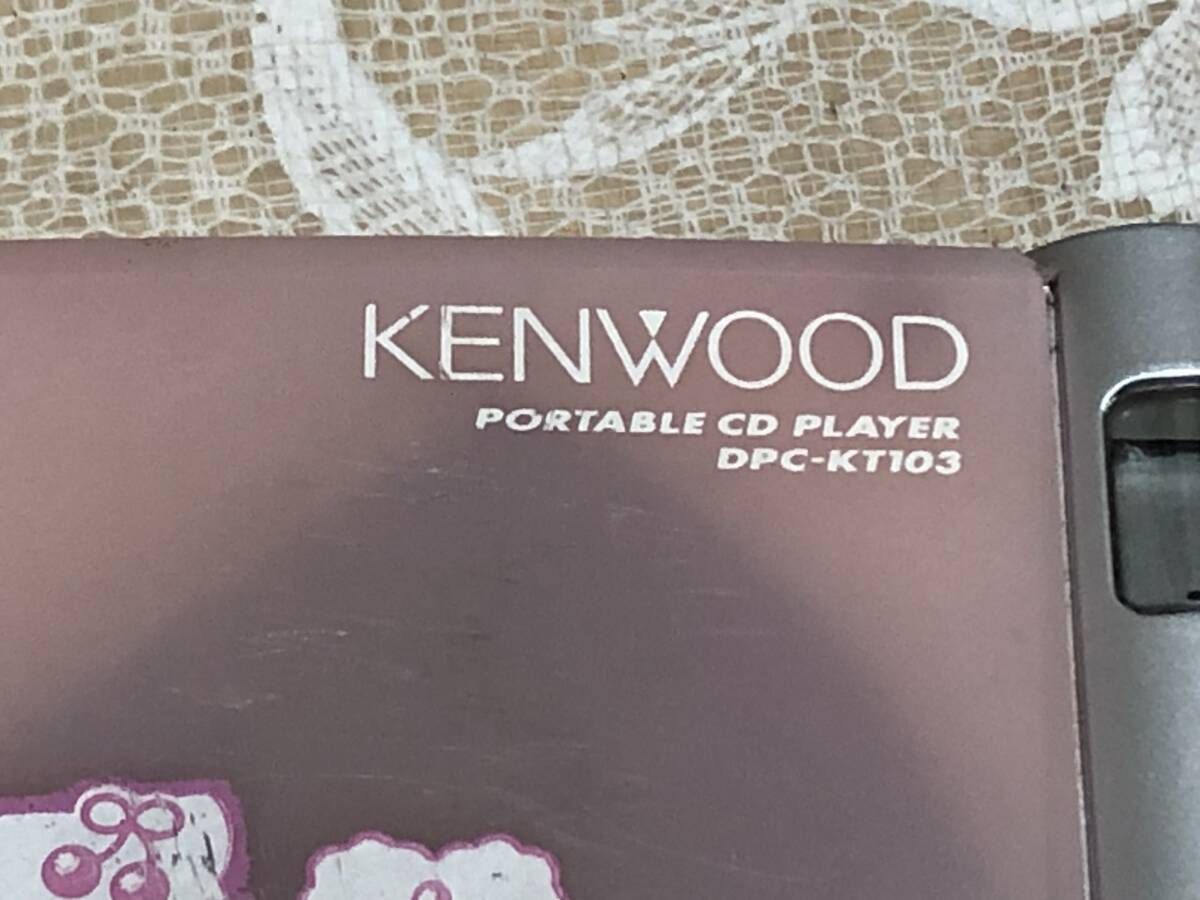 KENWOOD
PORTABLE CD PLAYER
DPC-KT103